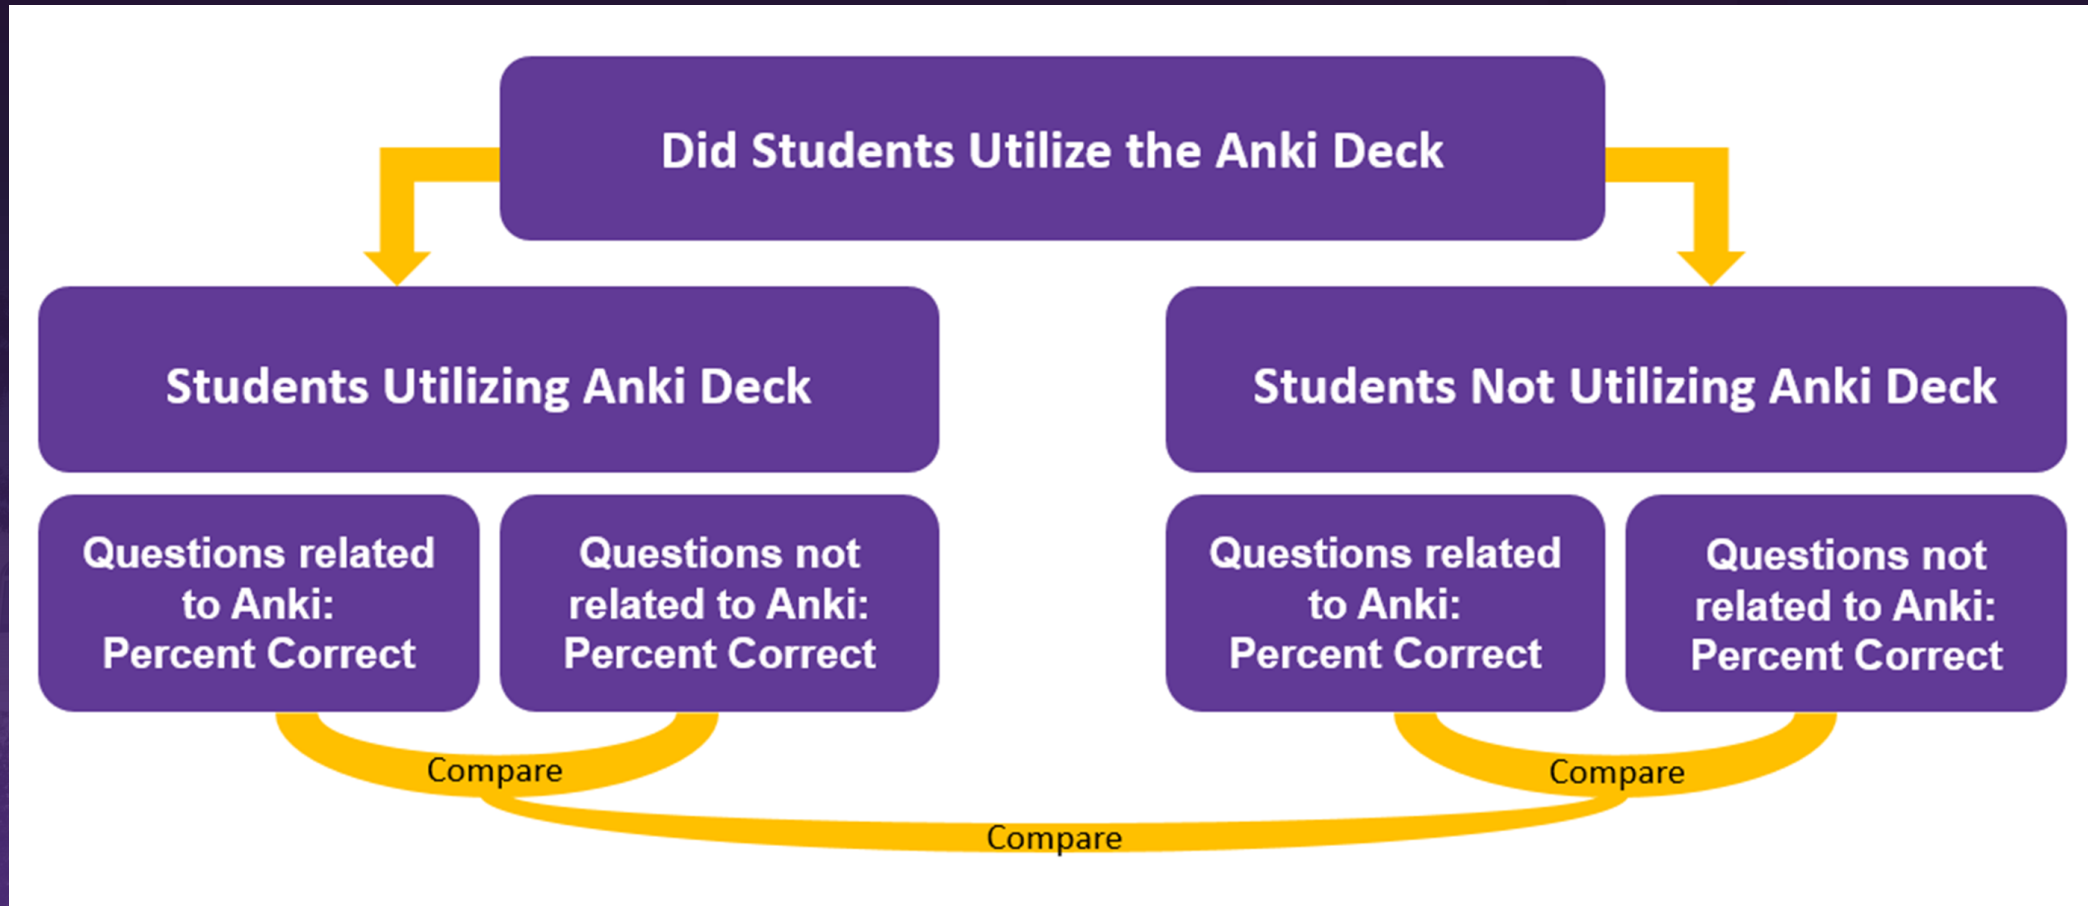 Did Students Utilize the Anki Deck
Students Utilizing Anki Deck
Students Not Utilizing Anki Deck
Questions related
to Anki:
Percent Correct
Questions not
related to Anki:
Percent Correct
Questions related
to Anki:
Percent Correct
Questions not
related to Anki:
Percent Correct
Compare
Compare
Compare